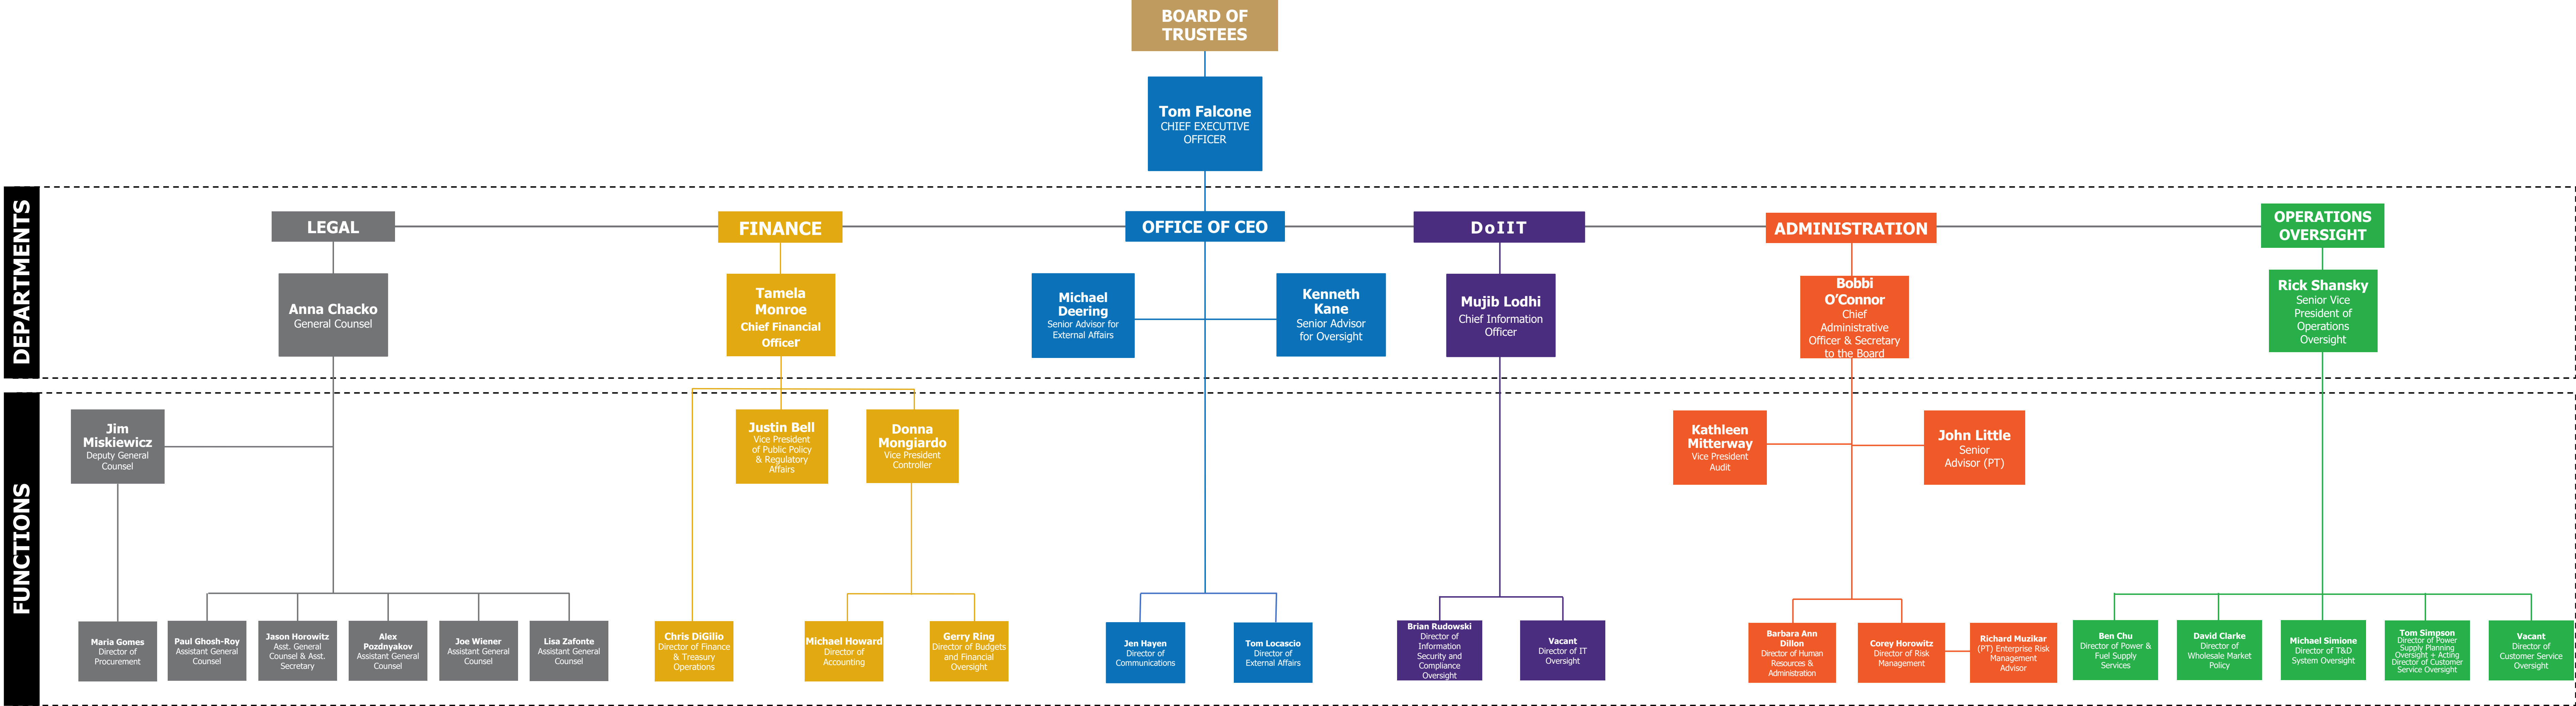 BOARD OF
TRUSTEES
Tom Falcone
CHIEF EXECUTIVE
OFFICER
DEPARTMENTS
LEGAL
FINANCE
OFFICE OF CEO
DoIIT
ADMINISTRATION
OPERATIONS
OVERSIGHT
Anna Chacko
General Counsel
Tamela
Monroe
Chief Financial
Officer
Michael
Deering
Senior Advisor for
External Affairs
Kenneth
Kane
Senior Advisor
for Oversight
Mujib Lodhi
Chief Information
Officer
Bobbi
O’Connor
Chief
Administrative
Officer & Secretary
to the Board
Rick Shansky
Senior Vice
President of
Operations
Oversight
FUNCTIONS
Jim
Miskiewicz
Deputy General
Counsel
Justin Bell
Vice President
of Public Policy
& Regulatory
Affairs
Donna
Mongiardo
Vice President
Controller
Kathleen
Mitterway
Vice President
Audit
John Little
Senior
Advisor (PT)
Maria Gomes
Director of
Procurement
Paul Ghosh-Roy
Assistant General
Counsel
Jason Horowitz
Asst. General
Counsel & Asst.
Secretary
Alex
Pozdnyakov
Assistant General
Counsel
Joe Wiener
Assistant General
Counsel
Lisa Zafonte
Assistant General
Counsel
Chris DiGilio
Director of Finance
& Treasury
Operations
Michael Howard
Director of
Accounting
Gerry Ring
Director of Budgets
and Financial
Oversight
Jen Hayen
Director of
Communications
Tom Locascio
Director of
External Affairs
Brian Rudowski
Director of
Information
Security and
Compliance
Oversight
Vacant
Director of IT
Oversight
Barbara Ann
Dillon
Director of Human
Resources &
Administration
Corey Horowitz
Director of Risk
Management
Richard Muzikar
(PT) Enterprise Risk
Management
Advisor
Ben Chu
Director of Power &
Fuel Supply
Services
David Clarke
Director of
Wholesale Market
Policy
Michael Simione
Director of T&D
System Oversight
Tom Simpson
Director of Power
Supply Planning
Oversight + Acting
Director of Customer
Service Oversight
Vacant
Director of
Customer Service
Oversight